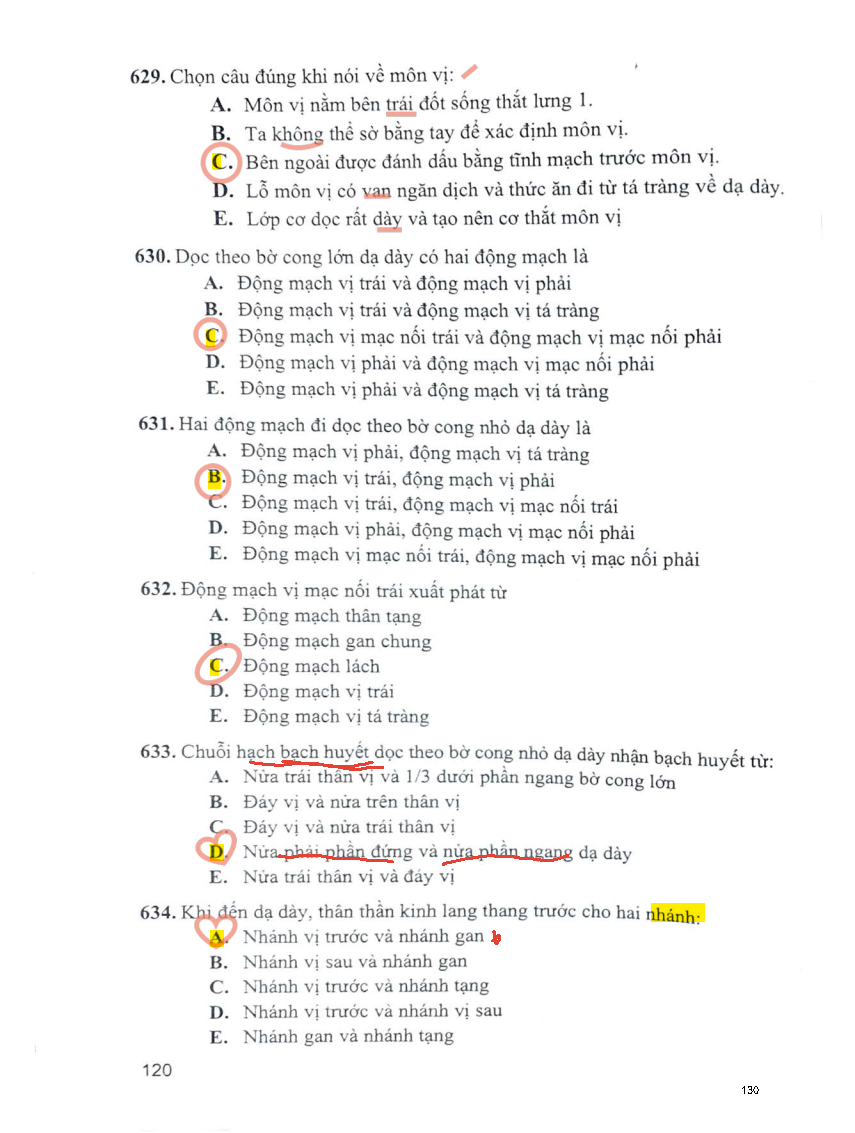 629. Chọn câu đúng khi nói về môn vị:
A. Môn vị nằm bên trái đốt sống thắt lưng 1.
B. Ta không thể sờ bằng tay để xác định môn vị.
C. Bên ngoài được đánh dấu bằng tĩnh mạch trước môn vị.
D. Lỗ môn vị có van ngăn dịch và thức ăn đi từ tá tràng về dạ dày.
E. Lớp cơ dọc rất dày và tạo nên cơ thắt môn vị
630. Dọc theo bờ cong lớn dạ dày có hai động mạch là
A. Động mạch vị trái và động mạch vị phải
B. Động mạch vị trái và động mạch vị tá tràng
C. Động mạch vị mạc nối trái và động mạch vị mạc nối phải
D. Động mạch vị phải và động mạch vị mạc nối phải
E. Động mạch vị phải và động mạch vị tá tràng
631. Hai động mạch đi dọc theo bờ cong nhỏ dạ dày là
A. Động mạch vị phải, động mạch vị tá tràng
B. Động mạch vị trái, động mạch vị phải
C. Động mạch vị trái, động mạch vị mạc nối trái
D. Động mạch vị phải, động mạch vị mạc nối phải
E. Động mạch vị mạc nối trái, động mạch vị mạc nối phải
632. Động mạch vị mạc nối trái xuất phát từ
A. Động mạch thân tạng
B. Động mạch gan chung
C. Động mạch lách
D. Động mạch vị trái
E. Động mạch vị tá tràng
633. Chuỗi hạch bạch huyết dọc theo bờ cong nhỏ dạ dày nhận bạch huyết từ:
A. Nửa trái thân vị và 1/3 dưới phần ngang bờ cong lớn
B. Đáy vị và nửa trên thân vị
C. Đáy vị và nửa trái thân vị
D. Nửa phải phần đứng và nửa phần ngang dạ dày
E. Nửa trái thân vị và đáy vị
634. Khi đến dạ dày, thân thần kinh lang thang trước cho hai nhánh:
A. Nhánh vị trước và nhánh gan
B. Nhánh vị sau và nhánh gan
C. Nhánh vị trước và nhánh tạng
D. Nhánh vị trước và nhánh vị sau
E. Nhánh gan và nhánh tạng
120
130